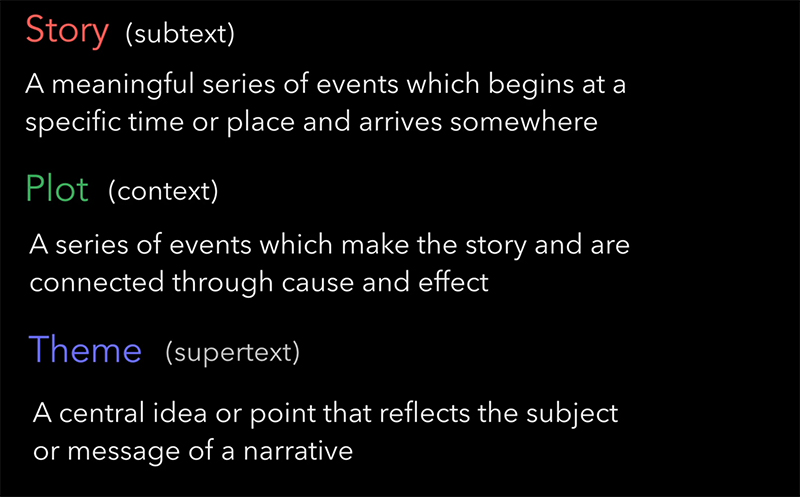 Story (subtext)
A meaningful series of events which begins at a
specific time or place and arrives somewhere
Plot (context)
A series of events which make the story and are
connected through cause and effect
Theme (supertext)
A central idea or point that reflects the subject
or message of a narrative